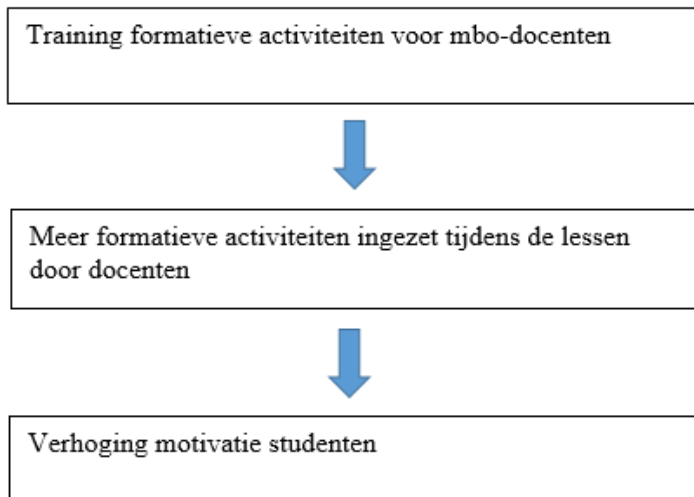 Training formatieve activiteiten voor mbo-docenten
Meer formatieve activiteiten ingezet tijdens de lessen
door docenten
Verhoging motivatie studenten